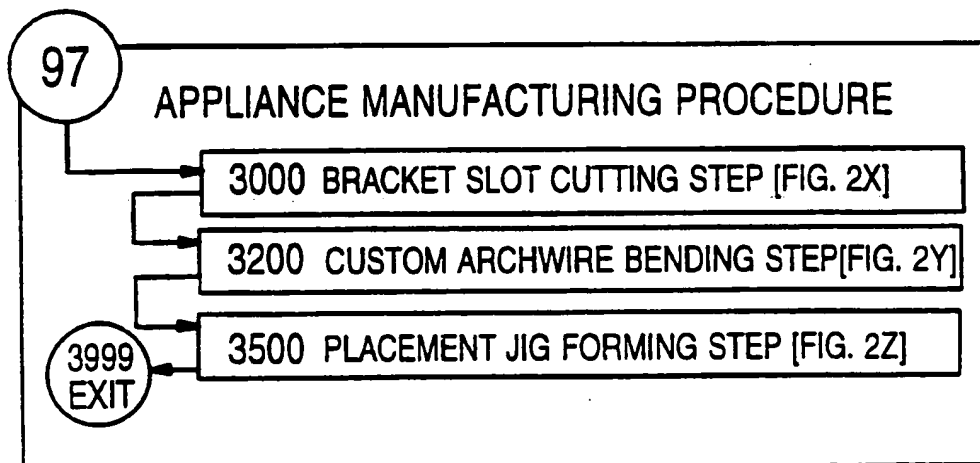 97
APPLIANCE MANUFACTURING PROCEDURE
3000 BRACKET SLOT CUTTING STEP [FIG. 2X]
3200 CUSTOM ARCHWIRE BENDING STEP[FIG. 2Y]
3500 PLACEMENT JIG FORMING STEP [FIG. 2Z]
3999
EXIT